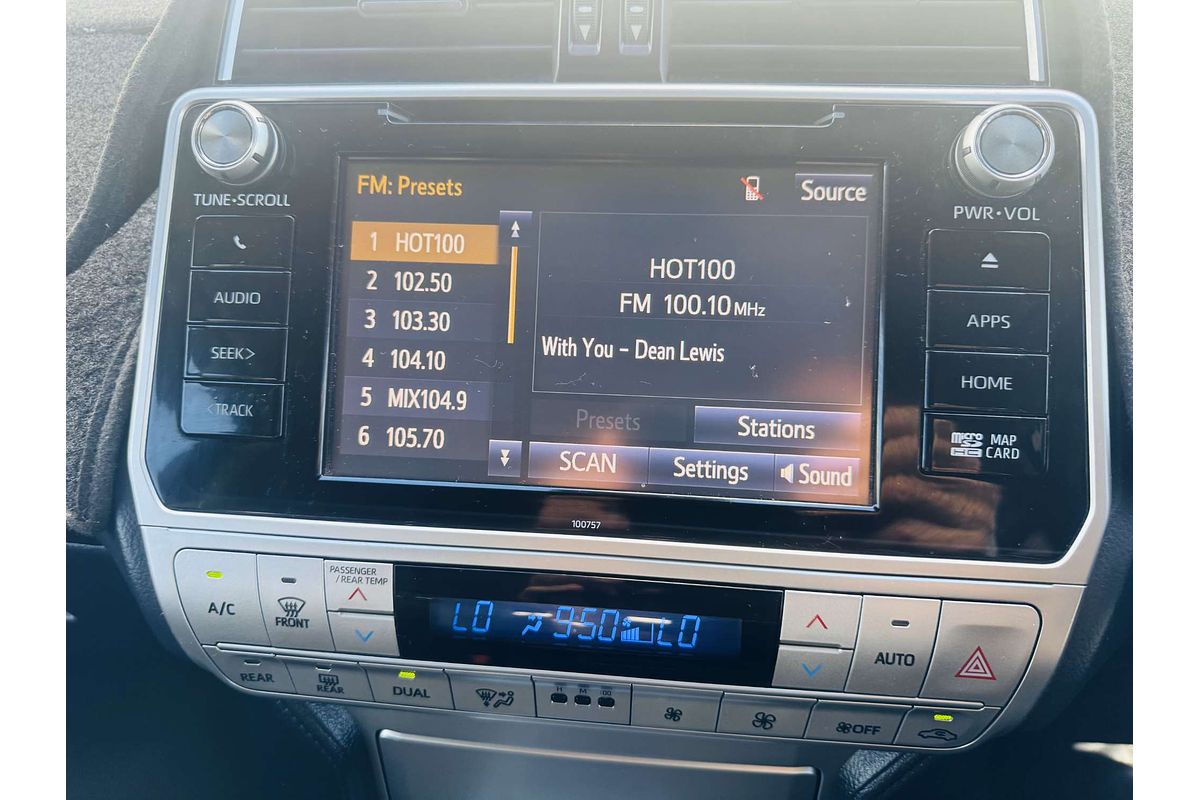 FM: Presets
Source
1 HOT100
2 102.50
3 103.30
4 104.10
5 MIX104.9
6 105.70
HOT100
FM 100.10 MHz
With You - Dean Lewis
Presets
Stations
SCAN
Settings
Sound
TUNE•SCROLL
AUDIO
SEEK>
<TRACK
PWR•VOL
APPS
HOME
micro SD HC MAP CARD
100757
A/C
FRONT
PASSENGER
/REAR TEMP
LO
9:50
LO
AUTO
REAR
REAR
DUAL
H M :00
OFF